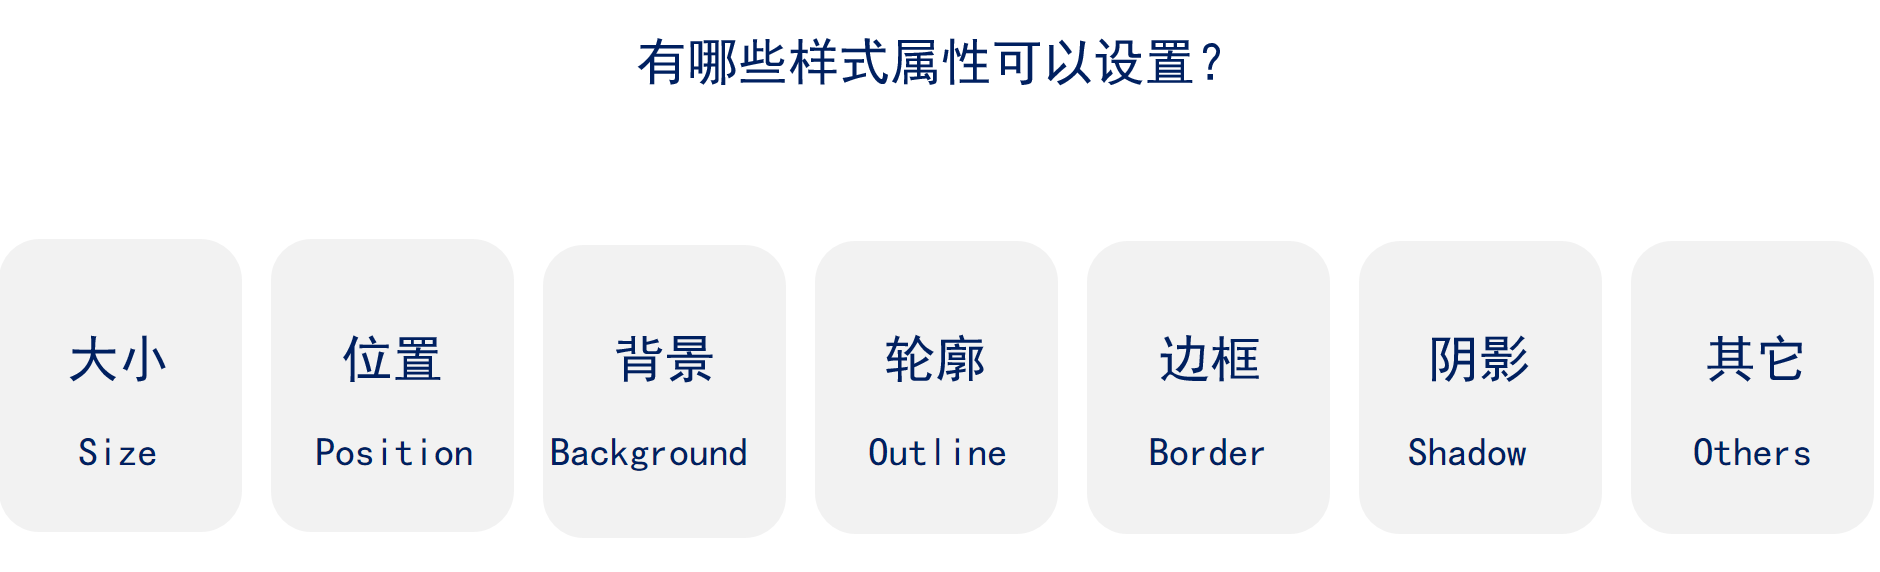 有哪些样式属性可以设置?
大小 位置 背景 轮廓 边框 阴影 其它
Size Position Background Outline Border Shadow Others